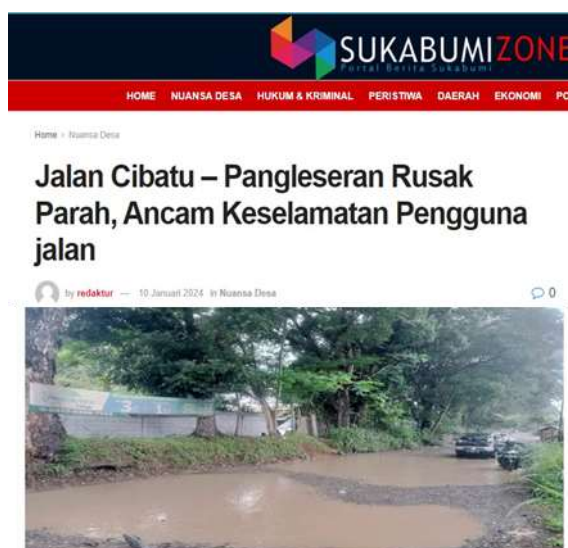 SUKABUMIZONE
Portal Berita Sukabumi
HOME NUANSA DESA HUKUM & KRIMINAL PERISTIWA DAERAH EKONOMI PO
Home > Nuansa Desa
Jalan Cibatu – Pangleseran Rusak
Parah, Ancam Keselamatan Pengguna
jalan
by redaktur — 10 Januari 2024 in Nuansa Desa 0